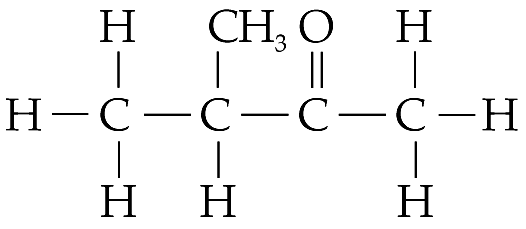 H CH3 O H
H — C — C — C — C — H
H H H